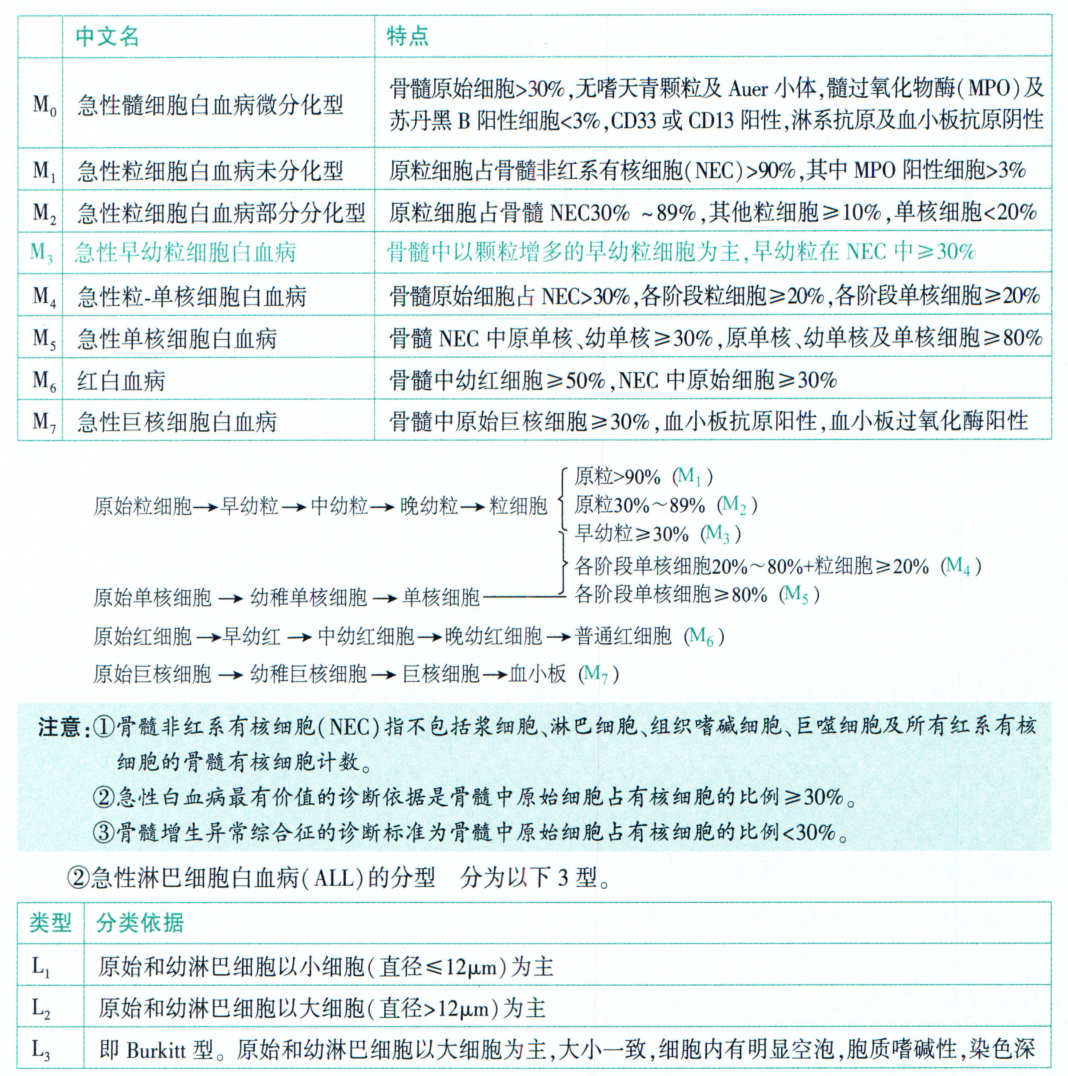 中文名 特点
M₀ 急性髓细胞白血病微分化型 骨髓原始细胞>30%,无嗜天青颗粒及 Auer 小体,髓过氧化物酶(MPO)及
苏丹黑 B 阳性细胞<3%,CD33 或 CD13 阳性,淋系抗原及血小板抗原阴性
M₁ 急性粒细胞白血病未分化型 原粒细胞占骨髓非红系有核细胞(NEC)>90%,其中 MPO 阳性细胞>3%
M₂ 急性粒细胞白血病部分分化型 原粒细胞占骨髓 NEC30% ~89%,其他粒细胞≥10%,单核细胞<20%
M₃ 急性早幼粒细胞白血病 骨髓中以颗粒增多的早幼粒细胞为主,早幼粒在 NEC 中≥30%
M₄ 急性粒-单核细胞白血病 骨髓原始细胞占 NEC>30%,各阶段粒细胞≥20%,各阶段单核细胞≥20%
M₅ 急性单核细胞白血病 骨髓 NEC 中原单核、幼单核≥30%,原单核、幼单核及单核细胞≥80%
M₆ 红白血病 骨髓中幼红细胞≥50%,NEC 中原始细胞≥30%
M₇ 急性巨核细胞白血病 骨髓中原始巨核细胞≥30%,血小板抗原阳性,血小板过氧化酶阳性
原粒>90% (M₁)
原始粒细胞→早幼粒→中幼粒→晚幼粒→粒细胞 原粒30%~89% (M₂)
早幼粒≥30% (M₃)
各阶段单核细胞20%~80%+粒细胞≥20% (M₄)
原始单核细胞→幼稚单核细胞→单核细胞 各阶段单核细胞≥80% (M₅)
原始红细胞→早幼红→中幼红细胞→晚幼红细胞→普通红细胞 (M₆)
原始巨核细胞→幼稚巨核细胞→巨核细胞→血小板 (M₇)
注意:①骨髓非红系有核细胞(NEC)指不包括浆细胞、淋巴细胞、组织嗜碱细胞、巨噬细胞及所有红系有核
细胞的骨髓有核细胞计数。
②急性白血病最有价值的诊断依据是骨髓中原始细胞占有核细胞的比例≥30%。
③骨髓增生异常综合征的诊断标准为骨髓中原始细胞占有核细胞的比例<30%。
②急性淋巴细胞白血病(ALL)的分型 分为以下 3 型。
类型 分类依据
L₁ 原始和幼淋巴细胞以小细胞(直径≤12μm)为主
L₂ 原始和幼淋巴细胞以大细胞(直径>12μm)为主
L₃ 即 Burkitt 型。原始和幼淋巴细胞以大细胞为主,大小一致,细胞内有明显空泡,胞质嗜碱性,染色深